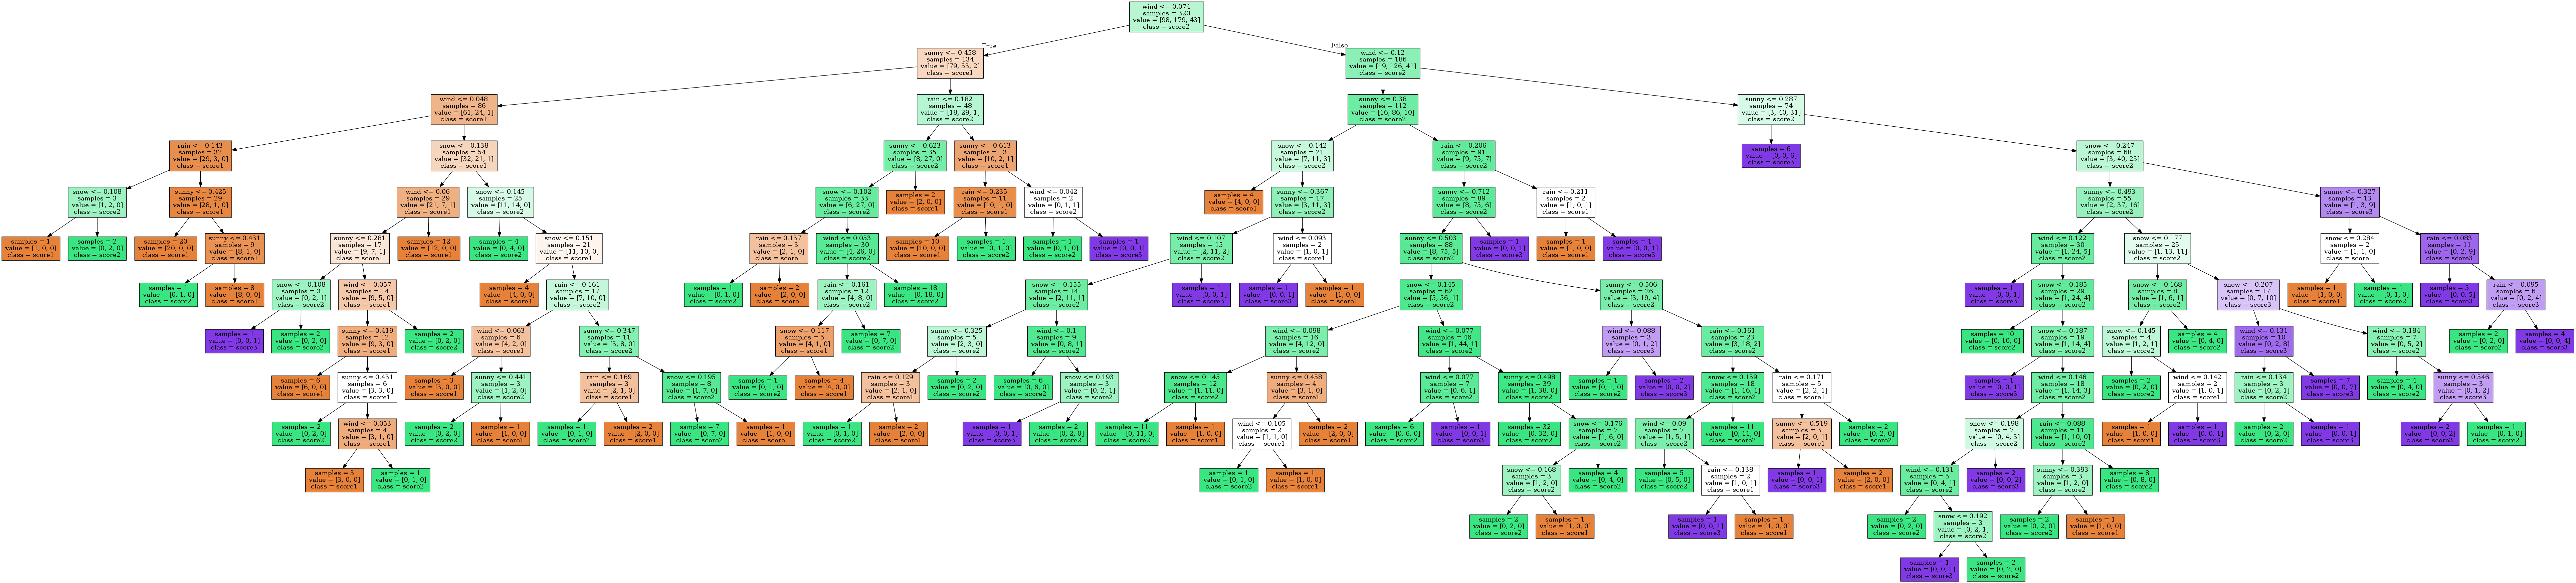 wind <= 0.074
samples = 320
value = [98, 179, 43]
class = score2
True
False
sunny <= 0.458
samples = 134
value = [79, 53, 2]
class = score1
wind <= 0.12
samples = 186
value = [19, 126, 41]
class = score2
wind <= 0.048
samples = 86
value = [61, 24, 1]
class = score1
rain <= 0.182
samples = 48
value = [18, 29, 1]
class = score2
sunny <= 0.38
samples = 112
value = [16, 86, 10]
class = score2
sunny <= 0.287
samples = 74
value = [3, 40, 31]
class = score2
rain <= 0.143
samples = 32
value = [29, 3, 0]
class = score1
snow <= 0.138
samples = 54
value = [32, 21, 1]
class = score1
sunny <= 0.623
samples = 35
value = [8, 27, 0]
class = score2
sunny <= 0.613
samples = 13
value = [10, 2, 1]
class = score1
snow <= 0.142
samples = 21
value = [7, 11, 3]
class = score2
rain <= 0.206
samples = 91
value = [9, 75, 7]
class = score2
samples = 6
value = [0, 0, 6]
class = score3
snow <= 0.247
samples = 68
value = [3, 40, 25]
class = score2
snow <= 0.108
samples = 3
value = [1, 2, 0]
class = score2
sunny <= 0.425
samples = 29
value = [28, 1, 0]
class = score1
wind <= 0.06
samples = 29
value = [21, 7, 1]
class = score1
snow <= 0.145
samples = 25
value = [11, 14, 0]
class = score2
snow <= 0.102
samples = 33
value = [6, 27, 0]
class = score2
samples = 2
value = [2, 0, 0]
class = score1
rain <= 0.235
samples = 11
value = [10, 1, 0]
class = score1
wind <= 0.042
samples = 2
value = [0, 1, 1]
class = score2
samples = 4
value = [4, 0, 0]
class = score1
sunny <= 0.367
samples = 17
value = [3, 11, 3]
class = score2
sunny <= 0.712
samples = 89
value = [8, 75, 6]
class = score2
rain <= 0.211
samples = 2
value = [1, 0, 1]
class = score1
sunny <= 0.493
samples = 55
value = [2, 37, 16]
class = score2
sunny <= 0.327
samples = 13
value = [1, 3, 9]
class = score3
samples = 1
value = [1, 0, 0]
class = score1
samples = 2
value = [0, 2, 0]
class = score2
samples = 20
value = [20, 0, 0]
class = score1
sunny <= 0.431
samples = 9
value = [8, 1, 0]
class = score1
sunny <= 0.281
samples = 17
value = [9, 7, 1]
class = score1
samples = 12
value = [12, 0, 0]
class = score1
samples = 4
value = [0, 4, 0]
class = score2
snow <= 0.151
samples = 21
value = [11, 10, 0]
class = score1
rain <= 0.137
samples = 3
value = [2, 1, 0]
class = score1
wind <= 0.053
samples = 30
value = [4, 26, 0]
class = score2
samples = 10
value = [10, 0, 0]
class = score1
samples = 1
value = [0, 1, 0]
class = score2
samples = 1
value = [0, 1, 0]
class = score2
samples = 1
value = [0, 0, 1]
class = score3
wind <= 0.107
samples = 15
value = [2, 11, 2]
class = score2
wind <= 0.093
samples = 2
value = [1, 0, 1]
class = score1
sunny <= 0.503
samples = 88
value = [8, 75, 5]
class = score2
samples = 1
value = [0, 0, 1]
class = score3
samples = 1
value = [1, 0, 0]
class = score1
samples = 1
value = [0, 0, 1]
class = score3
wind <= 0.122
samples = 30
value = [1, 24, 5]
class = score2
snow <= 0.177
samples = 25
value = [1, 13, 11]
class = score2
snow <= 0.284
samples = 2
value = [1, 1, 0]
class = score1
rain <= 0.083
samples = 11
value = [0, 2, 9]
class = score3
samples = 1
value = [0, 1, 0]
class = score2
samples = 8
value = [8, 0, 0]
class = score1
snow <= 0.108
samples = 3
value = [0, 2, 1]
class = score2
wind <= 0.057
samples = 14
value = [9, 5, 0]
class = score1
samples = 4
value = [4, 0, 0]
class = score1
rain <= 0.161
samples = 17
value = [7, 10, 0]
class = score2
samples = 1
value = [0, 1, 0]
class = score2
samples = 2
value = [2, 0, 0]
class = score1
rain <= 0.161
samples = 12
value = [4, 8, 0]
class = score2
samples = 18
value = [0, 18, 0]
class = score2
snow <= 0.155
samples = 14
value = [2, 11, 1]
class = score2
samples = 1
value = [0, 0, 1]
class = score3
samples = 1
value = [0, 0, 1]
class = score3
samples = 1
value = [1, 0, 0]
class = score1
snow <= 0.145
samples = 62
value = [5, 56, 1]
class = score2
sunny <= 0.506
samples = 26
value = [3, 19, 4]
class = score2
samples = 1
value = [0, 0, 1]
class = score3
snow <= 0.185
samples = 29
value = [1, 24, 4]
class = score2
snow <= 0.168
samples = 8
value = [1, 6, 1]
class = score2
snow <= 0.207
samples = 17
value = [0, 7, 10]
class = score3
samples = 1
value = [1, 0, 0]
class = score1
samples = 1
value = [0, 1, 0]
class = score2
samples = 5
value = [0, 0, 5]
class = score3
rain <= 0.095
samples = 6
value = [0, 2, 4]
class = score3
samples = 1
value = [0, 0, 1]
class = score3
samples = 2
value = [0, 2, 0]
class = score2
sunny <= 0.419
samples = 12
value = [9, 3, 0]
class = score1
samples = 2
value = [0, 2, 0]
class = score2
wind <= 0.063
samples = 6
value = [4, 2, 0]
class = score1
sunny <= 0.347
samples = 11
value = [3, 8, 0]
class = score2
snow <= 0.117
samples = 5
value = [4, 1, 0]
class = score1
samples = 7
value = [0, 7, 0]
class = score2
sunny <= 0.325
samples = 5
value = [2, 3, 0]
class = score2
wind <= 0.1
samples = 9
value = [0, 8, 1]
class = score2
wind <= 0.098
samples = 16
value = [4, 12, 0]
class = score2
wind <= 0.077
samples = 46
value = [1, 44, 1]
class = score2
wind <= 0.088
samples = 3
value = [0, 1, 2]
class = score3
rain <= 0.161
samples = 23
value = [3, 18, 2]
class = score2
samples = 10
value = [0, 10, 0]
class = score2
snow <= 0.187
samples = 19
value = [1, 14, 4]
class = score2
snow <= 0.145
samples = 4
value = [1, 2, 1]
class = score2
samples = 4
value = [0, 4, 0]
class = score2
wind <= 0.131
samples = 10
value = [0, 2, 8]
class = score3
wind <= 0.184
samples = 7
value = [0, 5, 2]
class = score2
samples = 2
value = [0, 2, 0]
class = score2
samples = 4
value = [0, 0, 4]
class = score3
samples = 6
value = [6, 0, 0]
class = score1
sunny <= 0.431
samples = 6
value = [3, 3, 0]
class = score1
samples = 3
value = [3, 0, 0]
class = score1
sunny <= 0.441
samples = 3
value = [1, 2, 0]
class = score2
rain <= 0.169
samples = 3
value = [2, 1, 0]
class = score1
snow <= 0.195
samples = 8
value = [1, 7, 0]
class = score2
samples = 1
value = [0, 1, 0]
class = score2
samples = 4
value = [4, 0, 0]
class = score1
rain <= 0.129
samples = 3
value = [2, 1, 0]
class = score1
samples = 2
value = [0, 2, 0]
class = score2
samples = 6
value = [0, 6, 0]
class = score2
snow <= 0.193
samples = 3
value = [0, 2, 1]
class = score2
snow <= 0.145
samples = 12
value = [1, 11, 0]
class = score2
sunny <= 0.458
samples = 4
value = [3, 1, 0]
class = score1
wind <= 0.077
samples = 7
value = [0, 6, 1]
class = score2
sunny <= 0.498
samples = 39
value = [1, 38, 0]
class = score2
samples = 1
value = [0, 1, 0]
class = score2
samples = 2
value = [0, 0, 2]
class = score3
snow <= 0.159
samples = 18
value = [1, 16, 1]
class = score2
rain <= 0.171
samples = 5
value = [2, 2, 1]
class = score1
samples = 1
value = [0, 0, 1]
class = score3
wind <= 0.146
samples = 18
value = [1, 14, 3]
class = score2
samples = 2
value = [0, 2, 0]
class = score2
wind <= 0.142
samples = 2
value = [1, 0, 1]
class = score1
rain <= 0.134
samples = 3
value = [0, 2, 1]
class = score2
samples = 7
value = [0, 0, 7]
class = score3
samples = 4
value = [0, 4, 0]
class = score2
sunny <= 0.546
samples = 3
value = [0, 1, 2]
class = score3
samples = 2
value = [0, 2, 0]
class = score2
wind <= 0.053
samples = 4
value = [3, 1, 0]
class = score1
samples = 2
value = [0, 2, 0]
class = score2
samples = 1
value = [1, 0, 0]
class = score1
samples = 1
value = [0, 1, 0]
class = score2
samples = 2
value = [2, 0, 0]
class = score1
samples = 7
value = [0, 7, 0]
class = score2
samples = 1
value = [1, 0, 0]
class = score1
samples = 1
value = [0, 1, 0]
class = score2
samples = 2
value = [2, 0, 0]
class = score1
samples = 1
value = [0, 0, 1]
class = score3
samples = 2
value = [0, 2, 0]
class = score2
samples = 11
value = [0, 11, 0]
class = score2
samples = 1
value = [1, 0, 0]
class = score1
wind <= 0.105
samples = 2
value = [1, 1, 0]
class = score1
samples = 2
value = [2, 0, 0]
class = score1
samples = 6
value = [0, 6, 0]
class = score2
samples = 1
value = [0, 0, 1]
class = score3
samples = 32
value = [0, 32, 0]
class = score2
snow <= 0.176
samples = 7
value = [1, 6, 0]
class = score2
wind <= 0.09
samples = 7
value = [1, 5, 1]
class = score2
samples = 11
value = [0, 11, 0]
class = score2
sunny <= 0.519
samples = 3
value = [2, 0, 1]
class = score1
samples = 2
value = [0, 2, 0]
class = score2
snow <= 0.198
samples = 7
value = [0, 4, 3]
class = score2
rain <= 0.088
samples = 11
value = [1, 10, 0]
class = score2
samples = 1
value = [1, 0, 0]
class = score1
samples = 1
value = [0, 0, 1]
class = score3
samples = 2
value = [0, 2, 0]
class = score2
samples = 1
value = [0, 0, 1]
class = score3
samples = 2
value = [0, 0, 2]
class = score3
samples = 1
value = [0, 1, 0]
class = score2
samples = 3
value = [3, 0, 0]
class = score1
samples = 1
value = [0, 1, 0]
class = score2
samples = 1
value = [0, 1, 0]
class = score2
samples = 1
value = [1, 0, 0]
class = score1
snow <= 0.168
samples = 3
value = [1, 2, 0]
class = score2
samples = 4
value = [0, 4, 0]
class = score2
samples = 5
value = [0, 5, 0]
class = score2
rain <= 0.138
samples = 2
value = [1, 0, 1]
class = score1
samples = 1
value = [0, 0, 1]
class = score3
samples = 2
value = [2, 0, 0]
class = score1
wind <= 0.131
samples = 5
value = [0, 4, 1]
class = score2
samples = 2
value = [0, 0, 2]
class = score3
sunny <= 0.393
samples = 3
value = [1, 2, 0]
class = score2
samples = 8
value = [0, 8, 0]
class = score2
samples = 2
value = [0, 2, 0]
class = score2
samples = 1
value = [1, 0, 0]
class = score1
samples = 1
value = [0, 0, 1]
class = score3
samples = 1
value = [1, 0, 0]
class = score1
samples = 2
value = [0, 2, 0]
class = score2
snow <= 0.192
samples = 3
value = [0, 2, 1]
class = score2
samples = 2
value = [0, 2, 0]
class = score2
samples = 1
value = [1, 0, 0]
class = score1
samples = 1
value = [0, 0, 1]
class = score3
samples = 2
value = [0, 2, 0]
class = score2